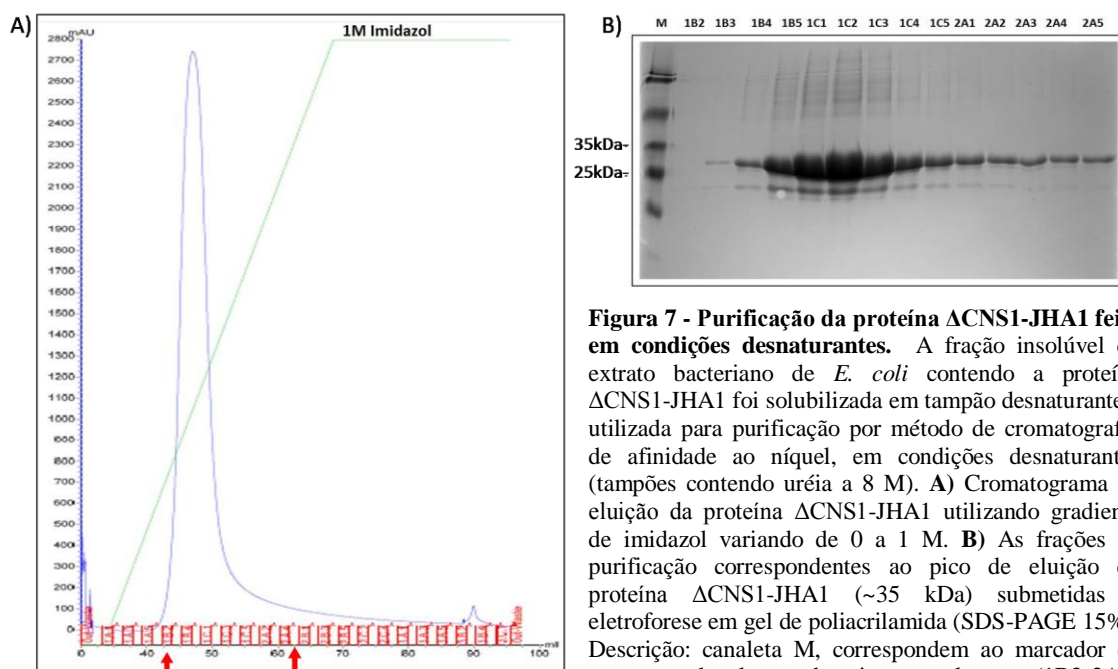 A)
mAU
1M Imidazol
2800
2700
2600
2500
2400
2300
2200
2100
2000
1900
1800
1700
1600
1500
1400
1300
1200
1100
1000
900
800
700
600
500
400
300
200
100
0
40 50 60 70 80 90 100 ml
B)
M 1B2 1B3 1B4 1B5 1C1 1C2 1C3 1C4 1C5 2A1 2A2 2A3 2A4 2A5
35kDa-
25kDa-
Figura 7 - Purificação da proteína ΔCNS1-JHA1 fei
em condições desnaturantes. A fração insolúvel
extrato bacteriano de E. coli contendo a proteí
ΔCNS1-JHA1 foi solubilizada em tampão desnaturante
utilizada para purificação por método de cromatograf
de afinidade ao níquel, em condições desnaturant
(tampões contendo uréia a 8 M). A) Cromatograma
eluição da proteína ΔCNS1-JHA1 utilizando gradien
de imidazol variando de 0 a 1 M. B) As frações
purificação correspondentes ao pico de eluição
proteína ΔCNS1-JHA1 (~35 kDa) submetidas
eletroforese em gel de poliacrilamida (SDS-PAGE 15%
Descrição: canaleta M, correspondem ao marcador